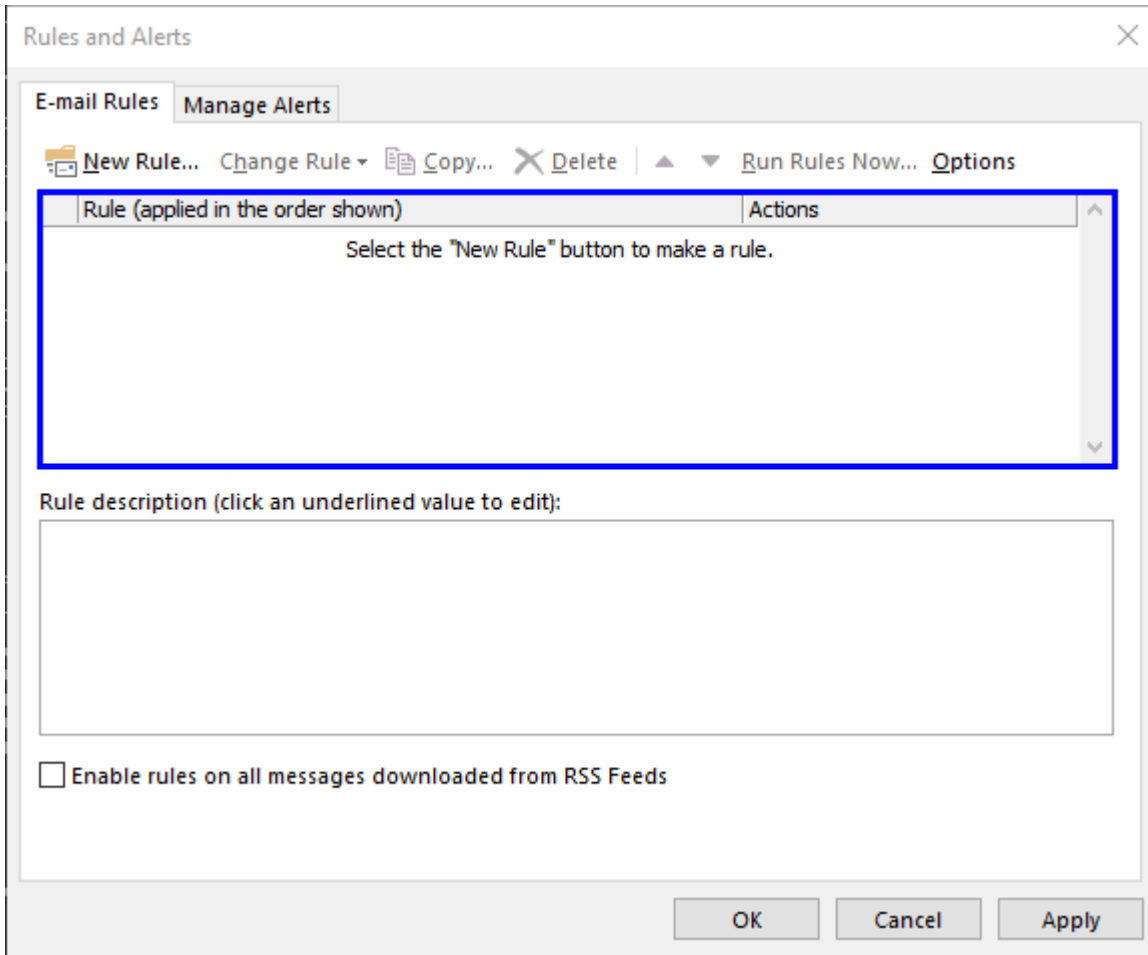 Rules and Alerts
E-mail Rules Manage Alerts
New Rule... Change Rule Copy... Delete Run Rules Now... Options
Rule (applied in the order shown) Actions
Select the "New Rule" button to make a rule.
Rule description (click an underlined value to edit):
Enable rules on all messages downloaded from RSS Feeds
OK Cancel Apply